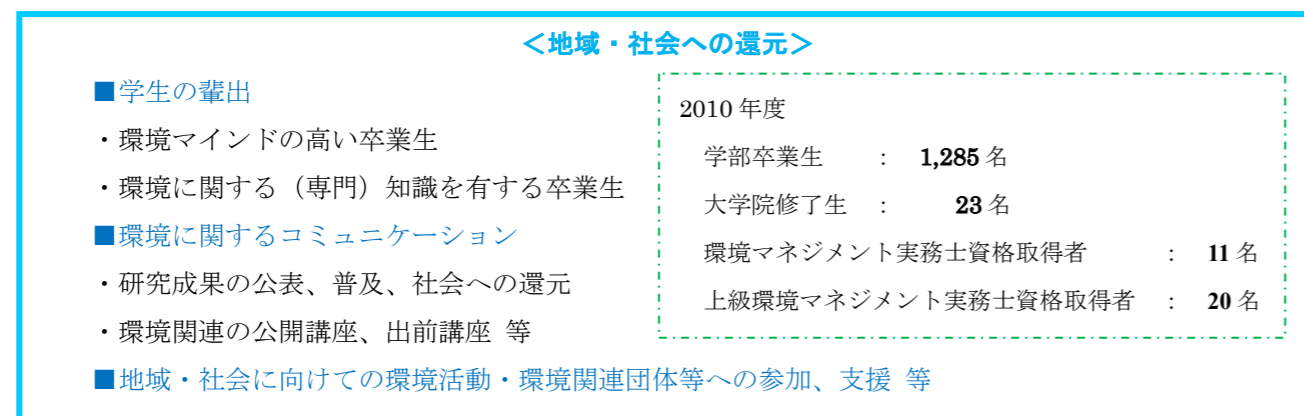 ＜地域・社会への還元＞
■学生の輩出
・環境マインドの高い卒業生
・環境に関する（専門）知識を有する卒業生
■環境に関するコミュニケーション
・研究成果の公表、普及、社会への還元
・環境関連の公開講座、出前講座 等
■地域・社会に向けての環境活動・環境関連団体等への参加、支援 等
2010 年度
学部卒業生 ： 1,285 名
大学院修了生 ： 23 名
環境マネジメント実務士資格取得者 ： 11 名
上級環境マネジメント実務士資格取得者 ： 20 名